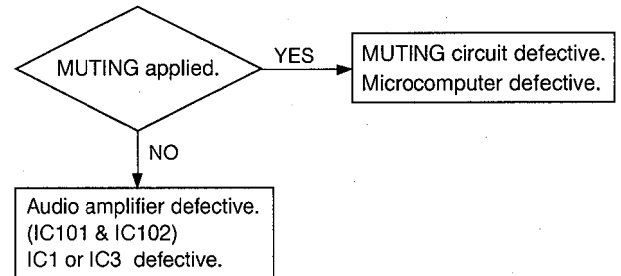 MUTING applied.
YES
MUTING circuit defective.
Microcomputer defective.
NO
Audio amplifier defective.
(IC101 & IC102)
IC1 or IC3 defective.